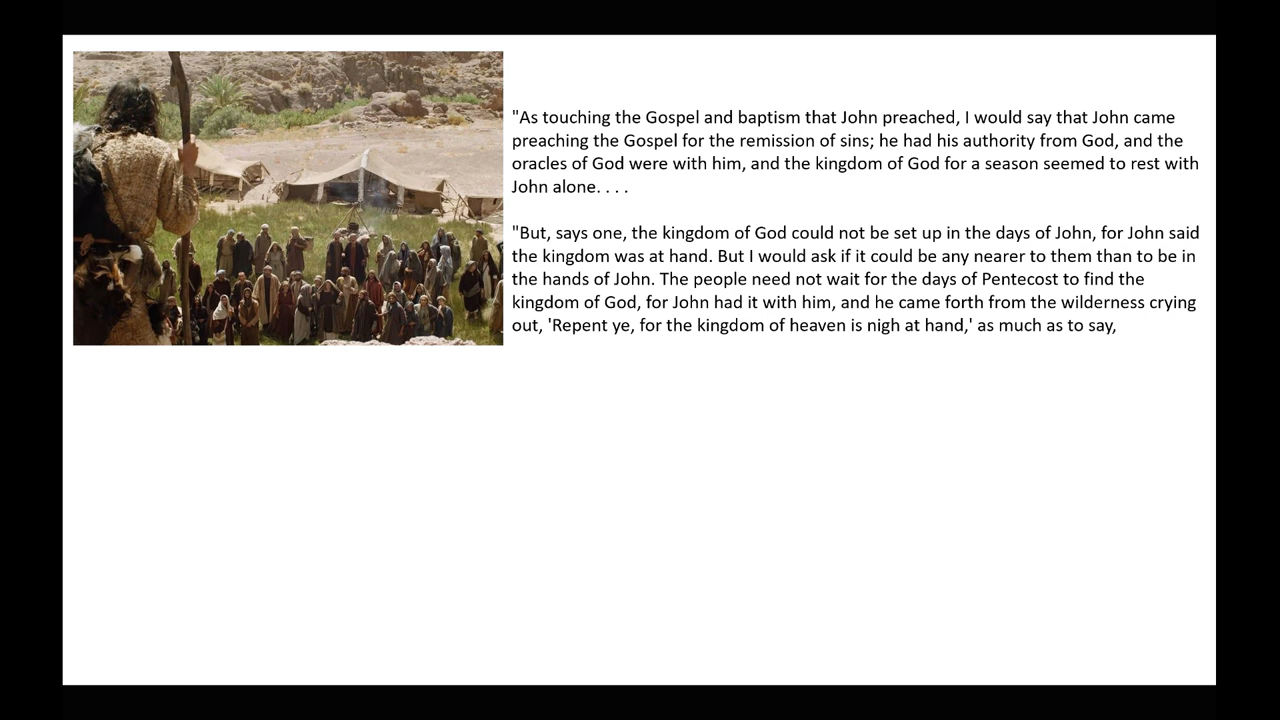 "As touching the Gospel and baptism that John preached, I would say that John came
preaching the Gospel for the remission of sins; he had his authority from God, and the
oracles of God were with him, and the kingdom of God for a season seemed to rest with
John alone. . . .
"But, says one, the kingdom of God could not be set up in the days of John, for John said
the kingdom was at hand. But I would ask if it could be any nearer to them than to be in
the hands of John. The people need not wait for the days of Pentecost to find the
kingdom of God, for John had it with him, and he came forth from the wilderness crying
out, 'Repent ye, for the kingdom of heaven is nigh at hand,' as much as to say,